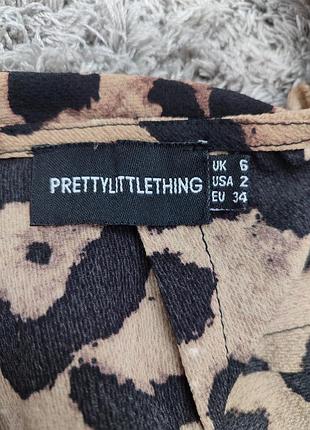 PRETTYLITTLETHING
UK 6
USA 2
EU 34